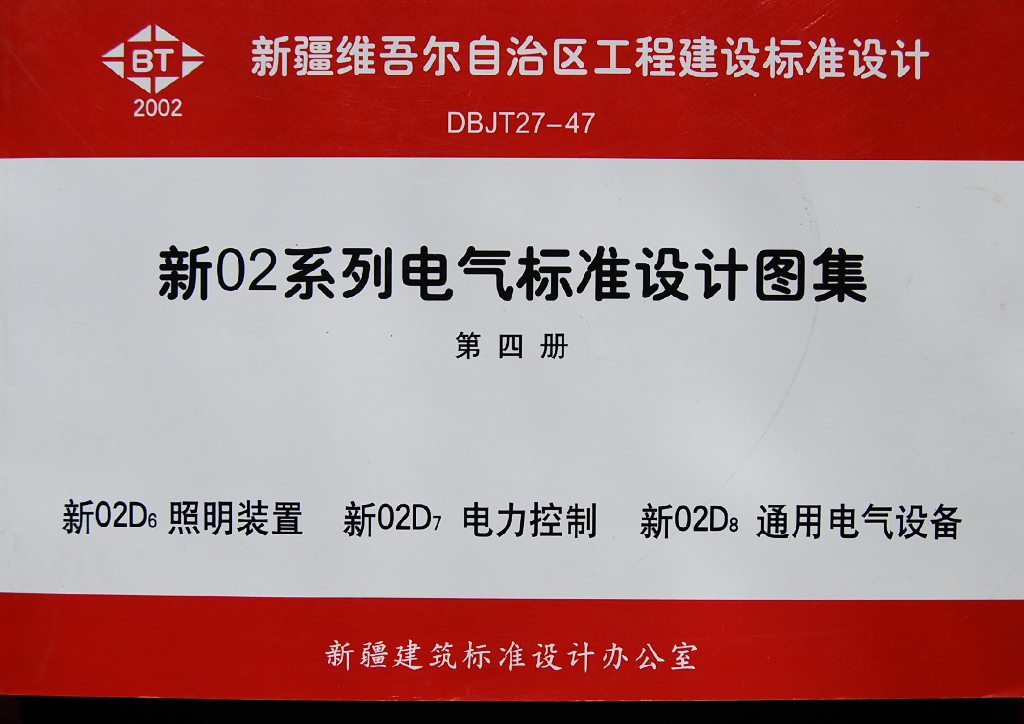 BT
2002
新疆维吾尔自治区工程建设标准设计
DBJT27-47
新02系列电气标准设计图集
第四册
新02D6 照明装置 新02D7 电力控制 新02D8 通用电气设备
新疆建筑标准设计办公室